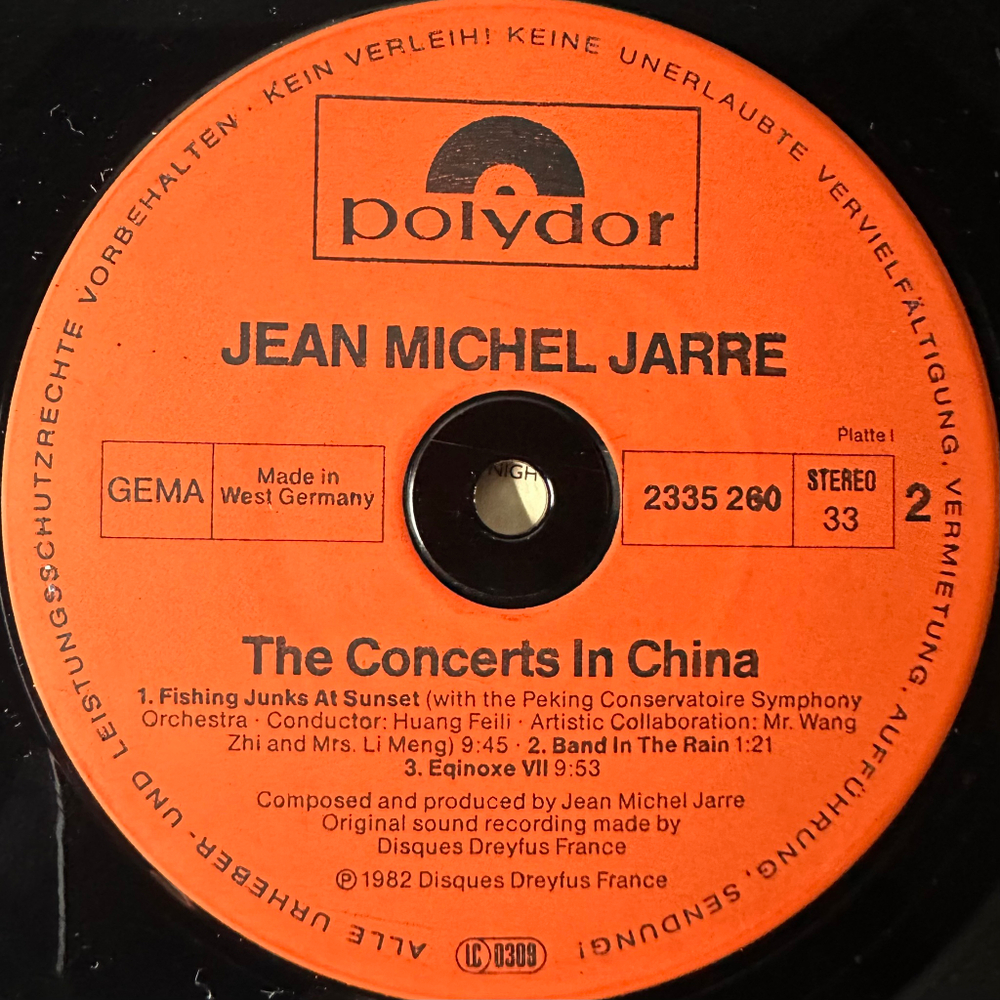 ALLE URHEBER- UND LEISTUNGSSCHUTZRECHTE VORBEHALTEN · KEIN VERLEIH! KEINE UNERLAUBTE VERVIELFÄLTIGUNG, VERMIETUNG, AUFFÜHRUNG, SENDUNG!
polydor
JEAN MICHEL JARRE
Platte I
GEMA
Made in
West Germany
NIGH
2335 260
STEREO
33
2
The Concerts In China
1. Fishing Junks At Sunset (with the Peking Conservatoire Symphony
Orchestra · Conductor: Huang Feili · Artistic Collaboration: Mr. Wang
Zhi and Mrs. Li Meng) 9:45 · 2. Band In The Rain 1:21
3. Eqinoxe VII 9:53
Composed and produced by Jean Michel Jarre
Original sound recording made by
Disques Dreyfus France
℗ 1982 Disques Dreyfus France
LC 0309